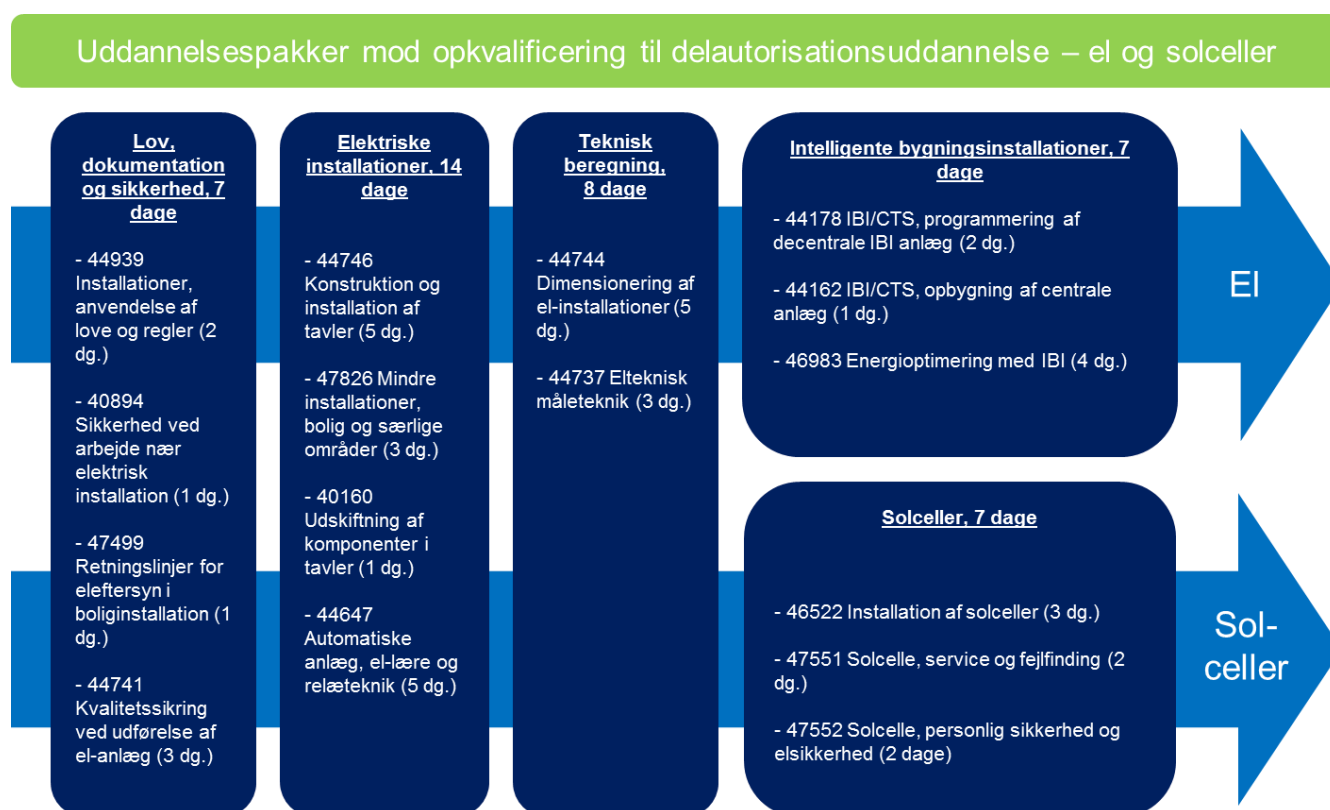 Uddannelsespakker mod opkvalificering til delautorisationsuddannelse – el og solceller
Lov,
dokumentation
og sikkerhed, 7
dage
- 44939
Installationer,
anvendelse af
love og regler (2
dg.)
- 40894
Sikkerhed ved
arbejde nær
elektrisk
installation (1 dg.)
- 47499
Retningslinjer for
eleftersyn i
boliginstallation (1
dg.)
- 44741
Kvalitetssikring
ved udførelse af
el-anlæg (3 dg.)
Elektriske
installationer, 14
dage
- 44746
Konstruktion og
installation af
tavler (5 dg.)
- 47826 Mindre
installationer,
bolig og særlige
områder (3 dg.)
- 40160
Udskiftning af
komponenter i
tavler (1 dg.)
- 44647
Automatiske
anlæg, el-lære og
relæteknik (5 dg.)
Teknisk
beregning,
8 dage
- 44744
Dimensionering af
el-installationer (5
dg.)
- 44737 Elteknisk
måleteknik (3 dg.)
Intelligente bygningsinstallationer, 7
dage
- 44178 IBI/CTS, programmering af
decentrale IBI anlæg (2 dg.)
- 44162 IBI/CTS, opbygning af centrale
anlæg (1 dg.)
- 46983 Energioptimering med IBI (4 dg.)
El
Solceller, 7 dage
- 46522 Installation af solceller (3 dg.)
- 47551 Solcelle, service og fejlfinding (2
dg.)
- 47552 Solcelle, personlig sikkerhed og
elsikkerhed (2 dage)
Sol-
celler